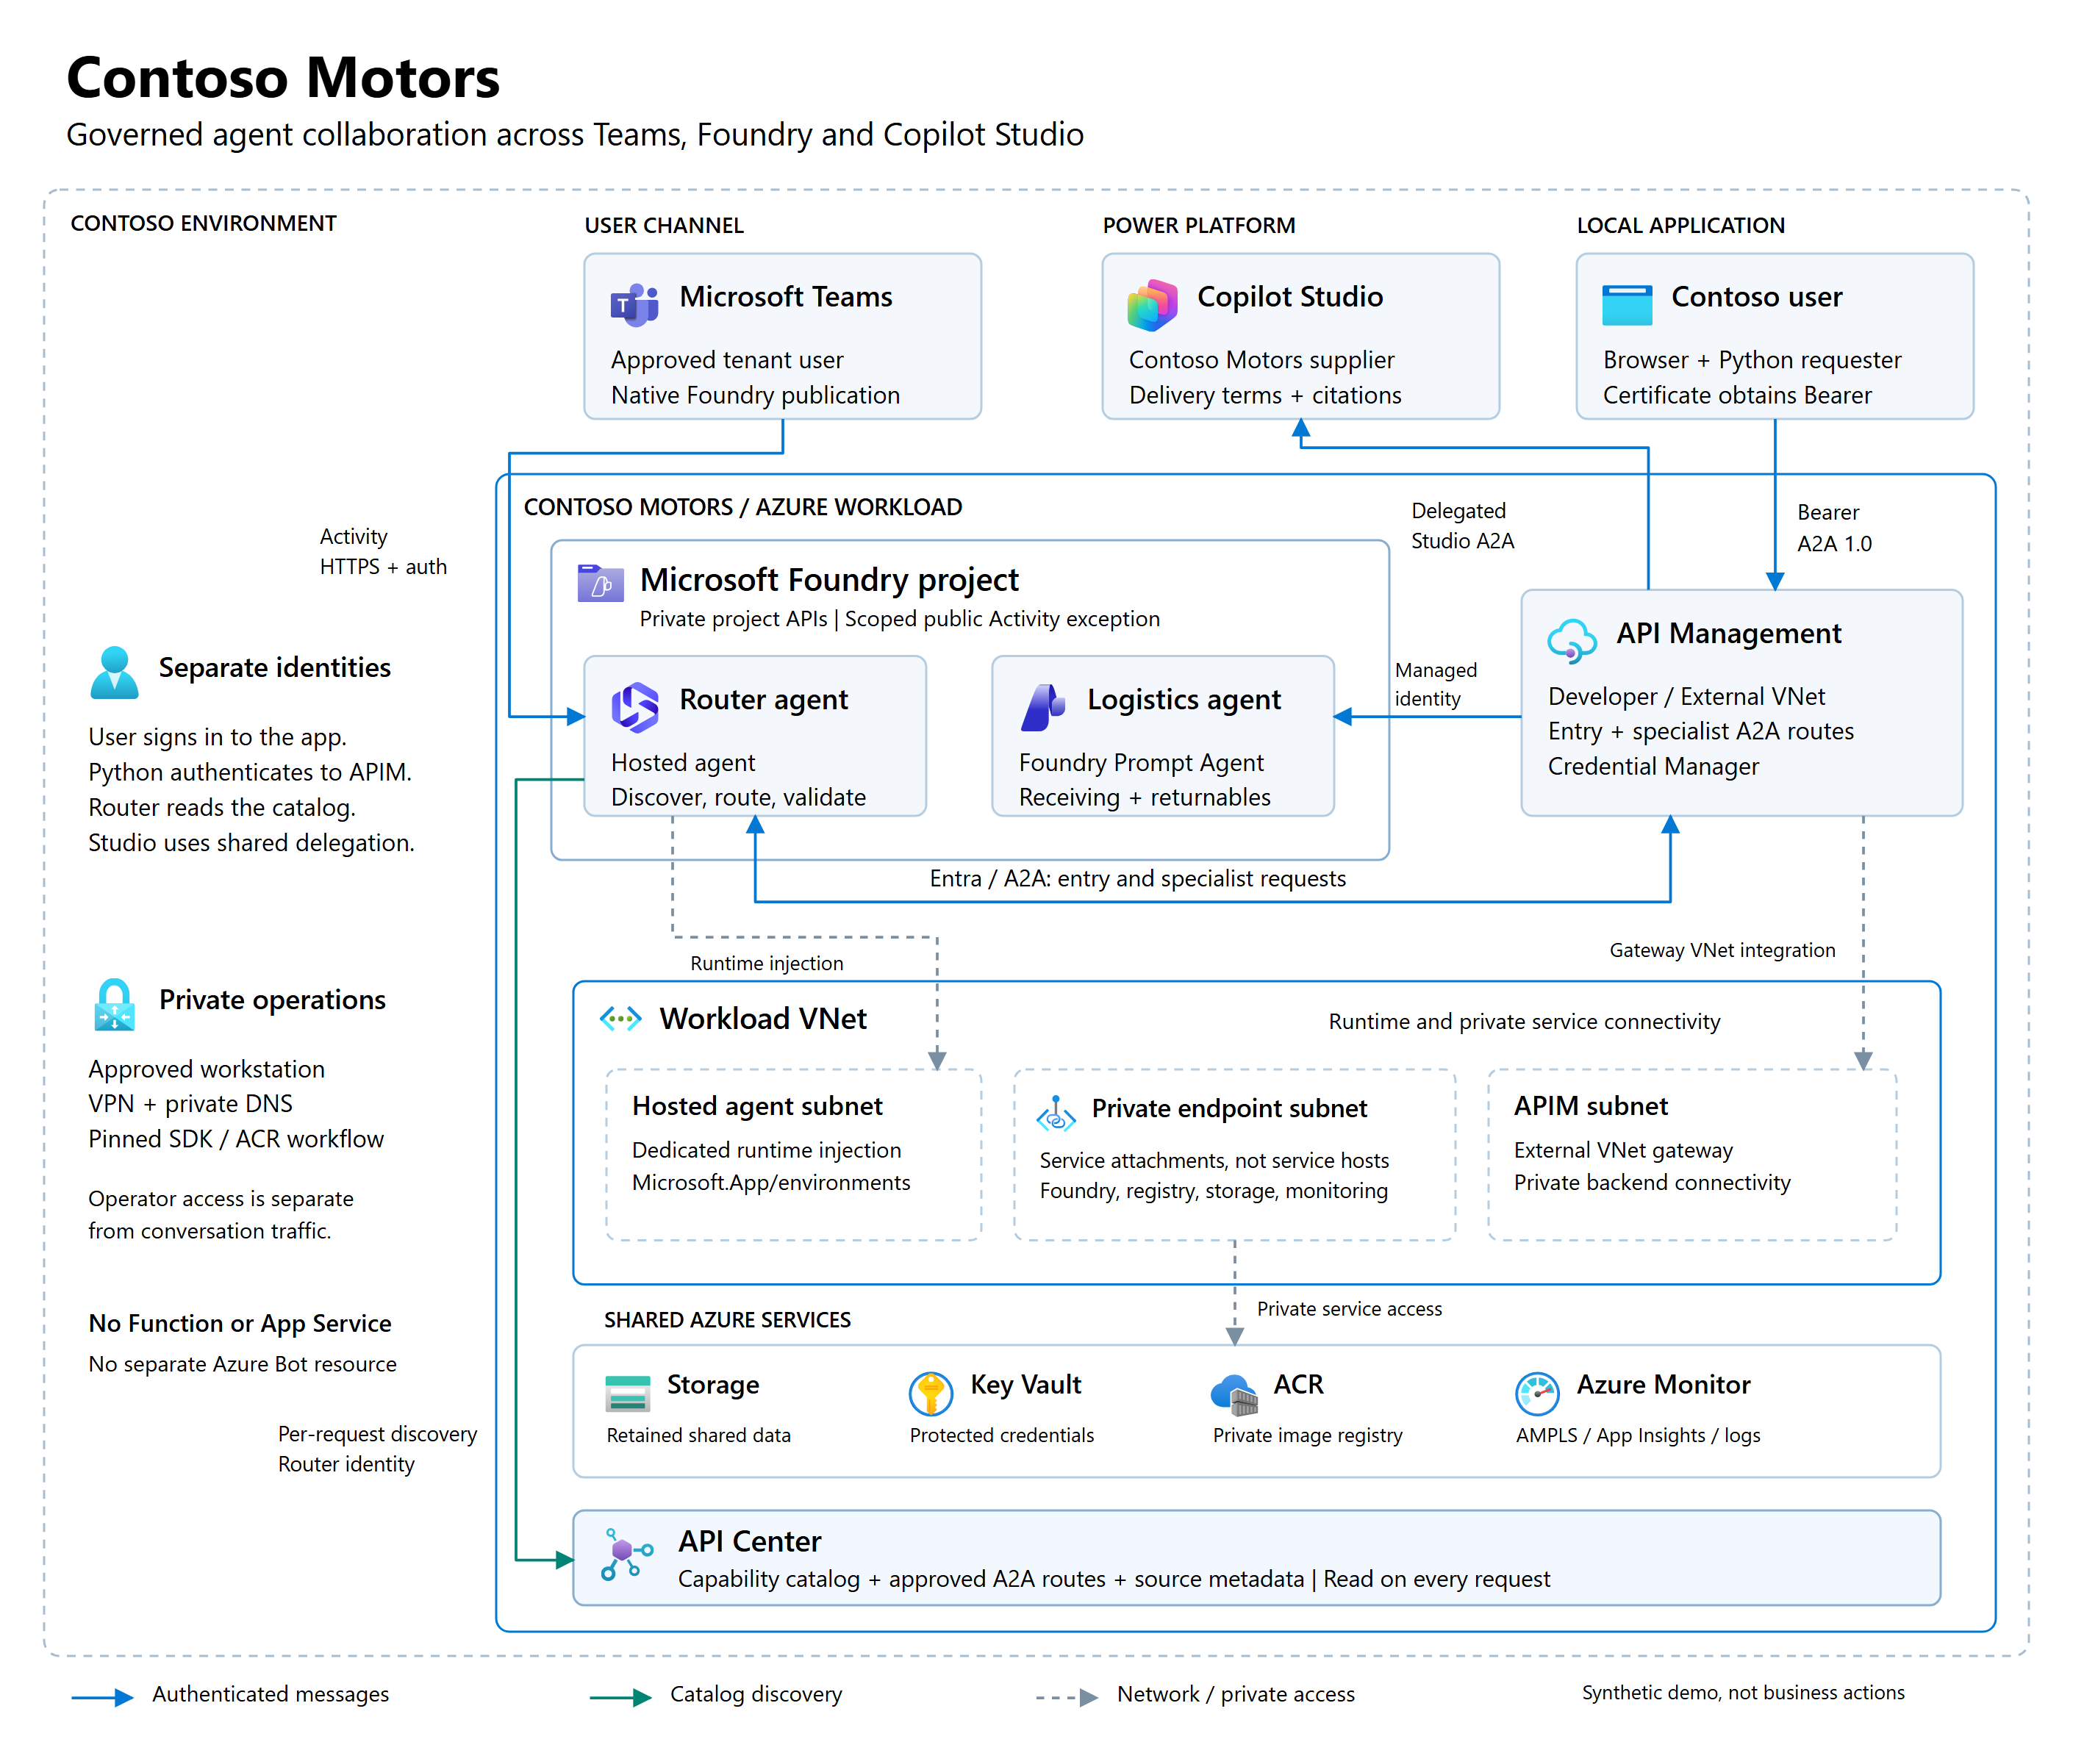 Contoso Motors
Governed agent collaboration across Teams, Foundry and Copilot Studio
CONTOSO ENVIRONMENT
USER CHANNEL
POWER PLATFORM
LOCAL APPLICATION
Microsoft Teams
Approved tenant user
Native Foundry publication
Copilot Studio
Contoso Motors supplier
Delivery terms + citations
Contoso user
Browser + Python requester
Certificate obtains Bearer
Activity
HTTPS + auth
CONTOSO MOTORS / AZURE WORKLOAD
Delegated
Studio A2A
Bearer
A2A 1.0
Microsoft Foundry project
Private project APIs | Scoped public Activity exception
Router agent
Hosted agent
Discover, route, validate
Logistics agent
Foundry Prompt Agent
Receiving + returnables
Managed
identity
API Management
Developer / External VNet
Entry + specialist A2A routes
Credential Manager
Separate identities
User signs in to the app.
Python authenticates to APIM.
Router reads the catalog.
Studio uses shared delegation.
Entra / A2A: entry and specialist requests
Runtime injection
Gateway VNet integration
Private operations
Approved workstation
VPN + private DNS
Pinned SDK / ACR workflow
Operator access is separate
from conversation traffic.
Workload VNet
Runtime and private service connectivity
Hosted agent subnet
Dedicated runtime injection
Microsoft.App/environments
Private endpoint subnet
Service attachments, not service hosts
Foundry, registry, storage, monitoring
APIM subnet
External VNet gateway
Private backend connectivity
No Function or App Service
No separate Azure Bot resource
Private service access
SHARED AZURE SERVICES
Storage
Retained shared data
Key Vault
Protected credentials
ACR
Private image registry
Azure Monitor
AMPLS / App Insights / logs
Per-request discovery
Router identity
API Center
Capability catalog + approved A2A routes + source metadata | Read on every request
Authenticated messages
Catalog discovery
Network / private access
Synthetic demo, not business actions